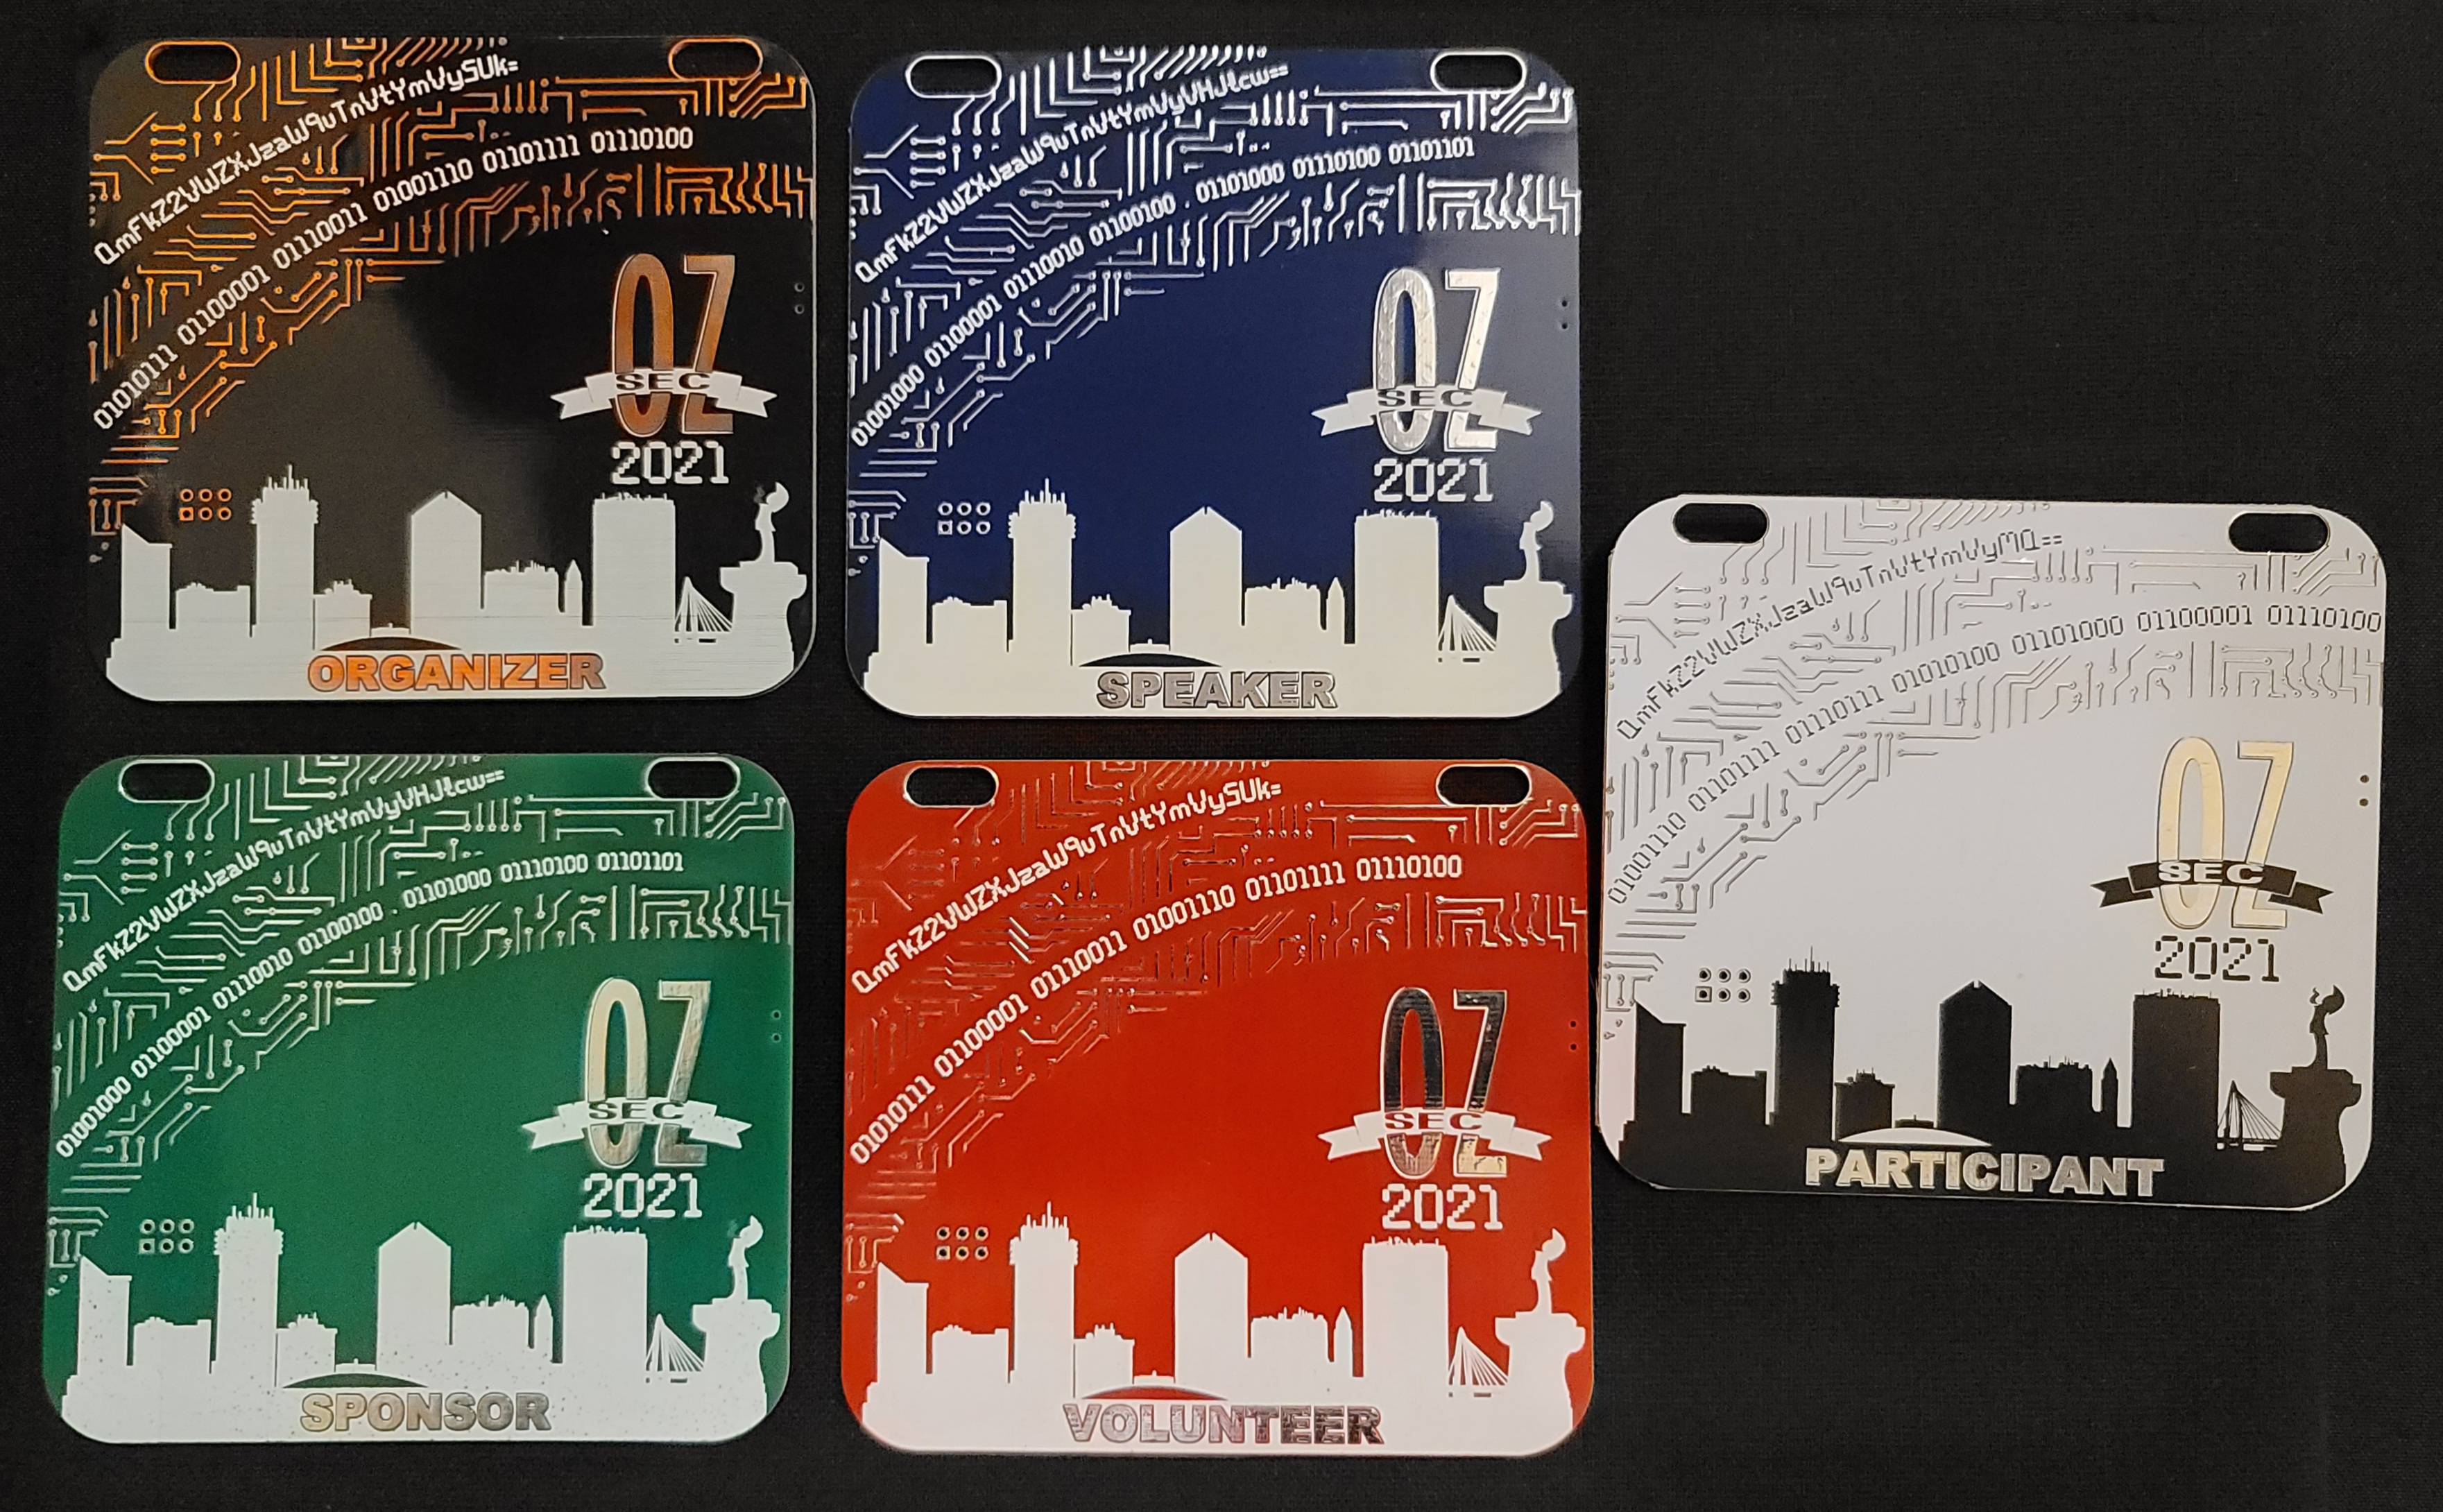 QmFkZ2VWZXJzaW9uTnVtYmVySUk=
01010111 01100001 01110011 01001110 01101111 01110100
OZ
SEC
2021
ORGANIZER
QmFkZ2VWZXJzaW9uTnVtYmVyVHJlcw==
01001000 01100001 01110010 01100100 . 01101000 01110100 01101101
OZ
SEC
2021
SPEAKER
QmFkZ2VWZXJzaW9uTnVtYmVyMQ==
01001110 01101111 01110111 01010100 01101000 01100001 01110100
OZ
SEC
2021
PARTICIPANT
QmFkZ2VWZXJzaW9uTnVtYmVyVHJlcw==
01001000 01100001 01110010 01100100 . 01101000 01110100 01101101
OZ
SEC
2021
SPONSOR
QmFkZ2VWZXJzaW9uTnVtYmVySUk=
01010111 01100001 01110011 01001110 01101111 01110100
OZ
SEC
2021
VOLUNTEER